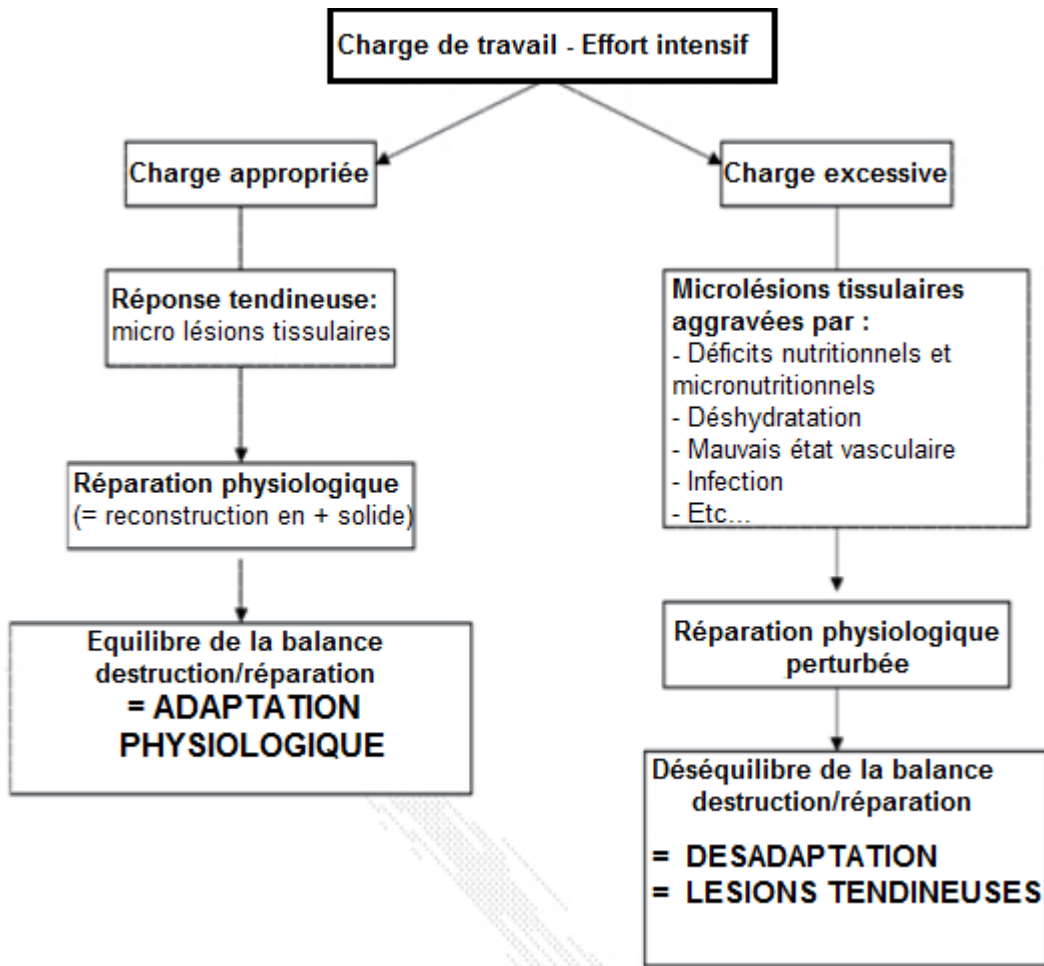 Charge de travail - Effort intensif
Charge appropriée
Réponse tendineuse:
micro lésions tissulaires
Réparation physiologique
(= reconstruction en + solide)
Equilibre de la balance
destruction/réparation
= ADAPTATION
PHYSIOLOGIQUE
Charge excessive
Microlésions tissulaires
aggravées par :
- Déficits nutritionnels et
micronutritionnels
- Déshydratation
- Mauvais état vasculaire
- Infection
- Etc...
Réparation physiologique
perturbée
Déséquilibre de la balance
destruction/réparation
= DESADAPTATION
= LESIONS TENDINEUSES